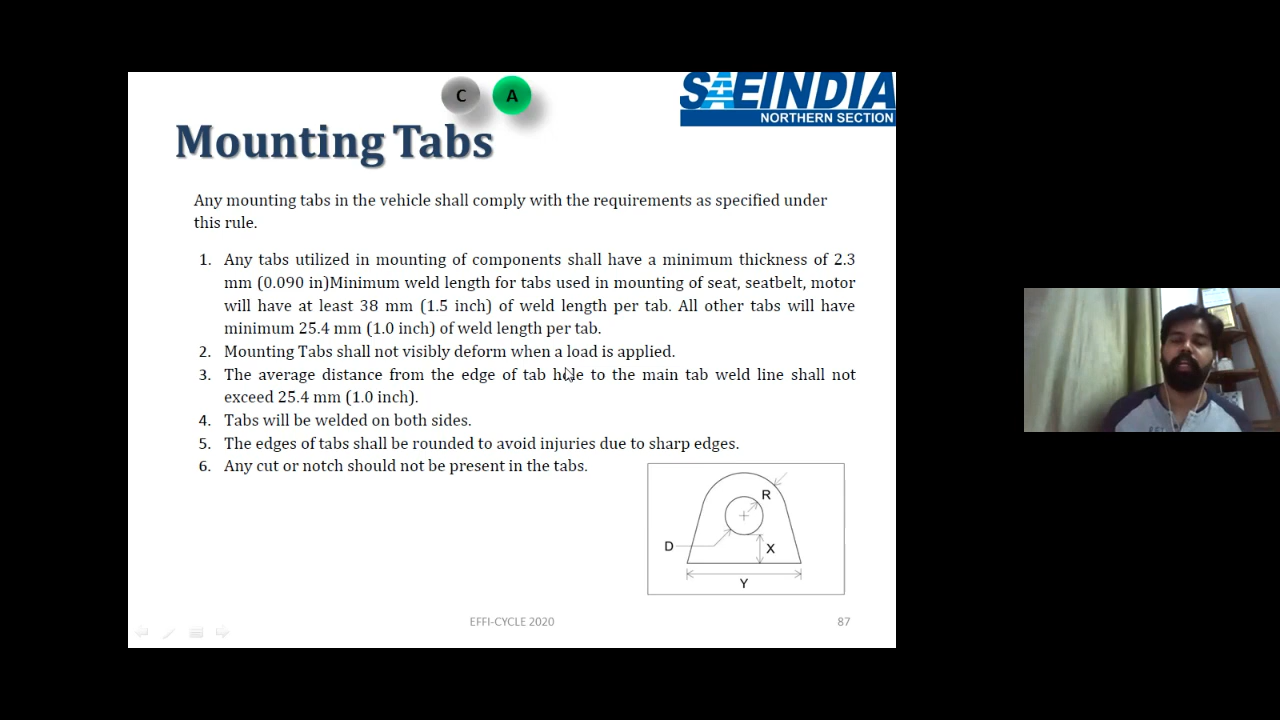 C A
SAEINDIA
NORTHERN SECTION
Mounting Tabs
Any mounting tabs in the vehicle shall comply with the requirements as specified under
this rule.
1. Any tabs utilized in mounting of components shall have a minimum thickness of 2.3
mm (0.090 in)Minimum weld length for tabs used in mounting of seat, seatbelt, motor
will have at least 38 mm (1.5 inch) of weld length per tab. All other tabs will have
minimum 25.4 mm (1.0 inch) of weld length per tab.
2. Mounting Tabs shall not visibly deform when a load is applied.
3. The average distance from the edge of tab hole to the main tab weld line shall not
exceed 25.4 mm (1.0 inch).
4. Tabs will be welded on both sides.
5. The edges of tabs shall be rounded to avoid injuries due to sharp edges.
6. Any cut or notch should not be present in the tabs.
R
D
X
Y
EFFI-CYCLE 2020
87